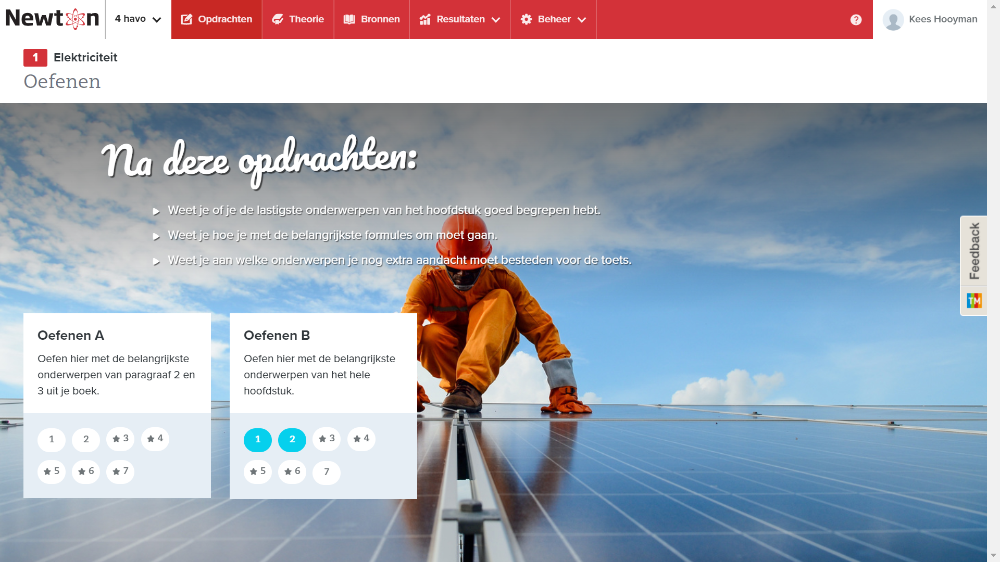 Newton
4 havo
Opdrachten
Theorie
Bronnen
Resultaten
Beheer
?
Kees Hooyman
1 Elektriciteit
Oefenen
Na deze opdrachten:
Weet je of je de lastigste onderwerpen van het hoofdstuk goed begrepen hebt.
Weet je hoe je met de belangrijkste formules om moet gaan.
Weet je aan welke onderwerpen je nog extra aandacht moet besteden voor de toets.
Feedback
TM
Oefenen A
Oefen hier met de belangrijkste
onderwerpen van paragraaf 2 en
3 uit je boek.
1 2 ★ 3 ★ 4
★ 5 ★ 6 ★ 7
Oefenen B
Oefen hier met de belangrijkste
onderwerpen van het hele
hoofdstuk.
1 2 ★ 3 ★ 4
★ 5 ★ 6 7